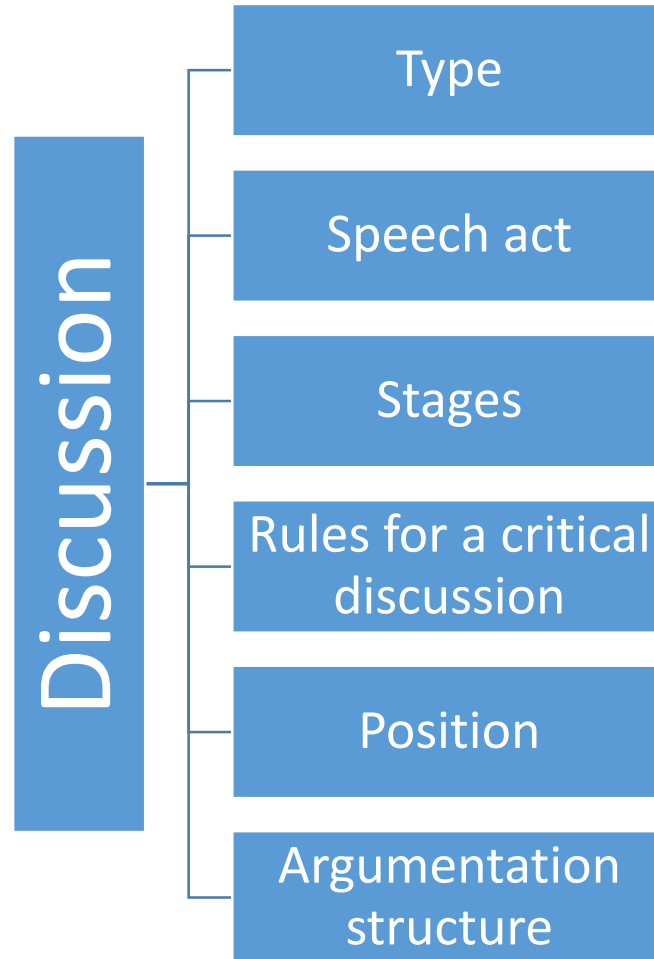 Discussion
Type
Speech act
Stages
Rules for a critical
discussion
Position
Argumentation
structure